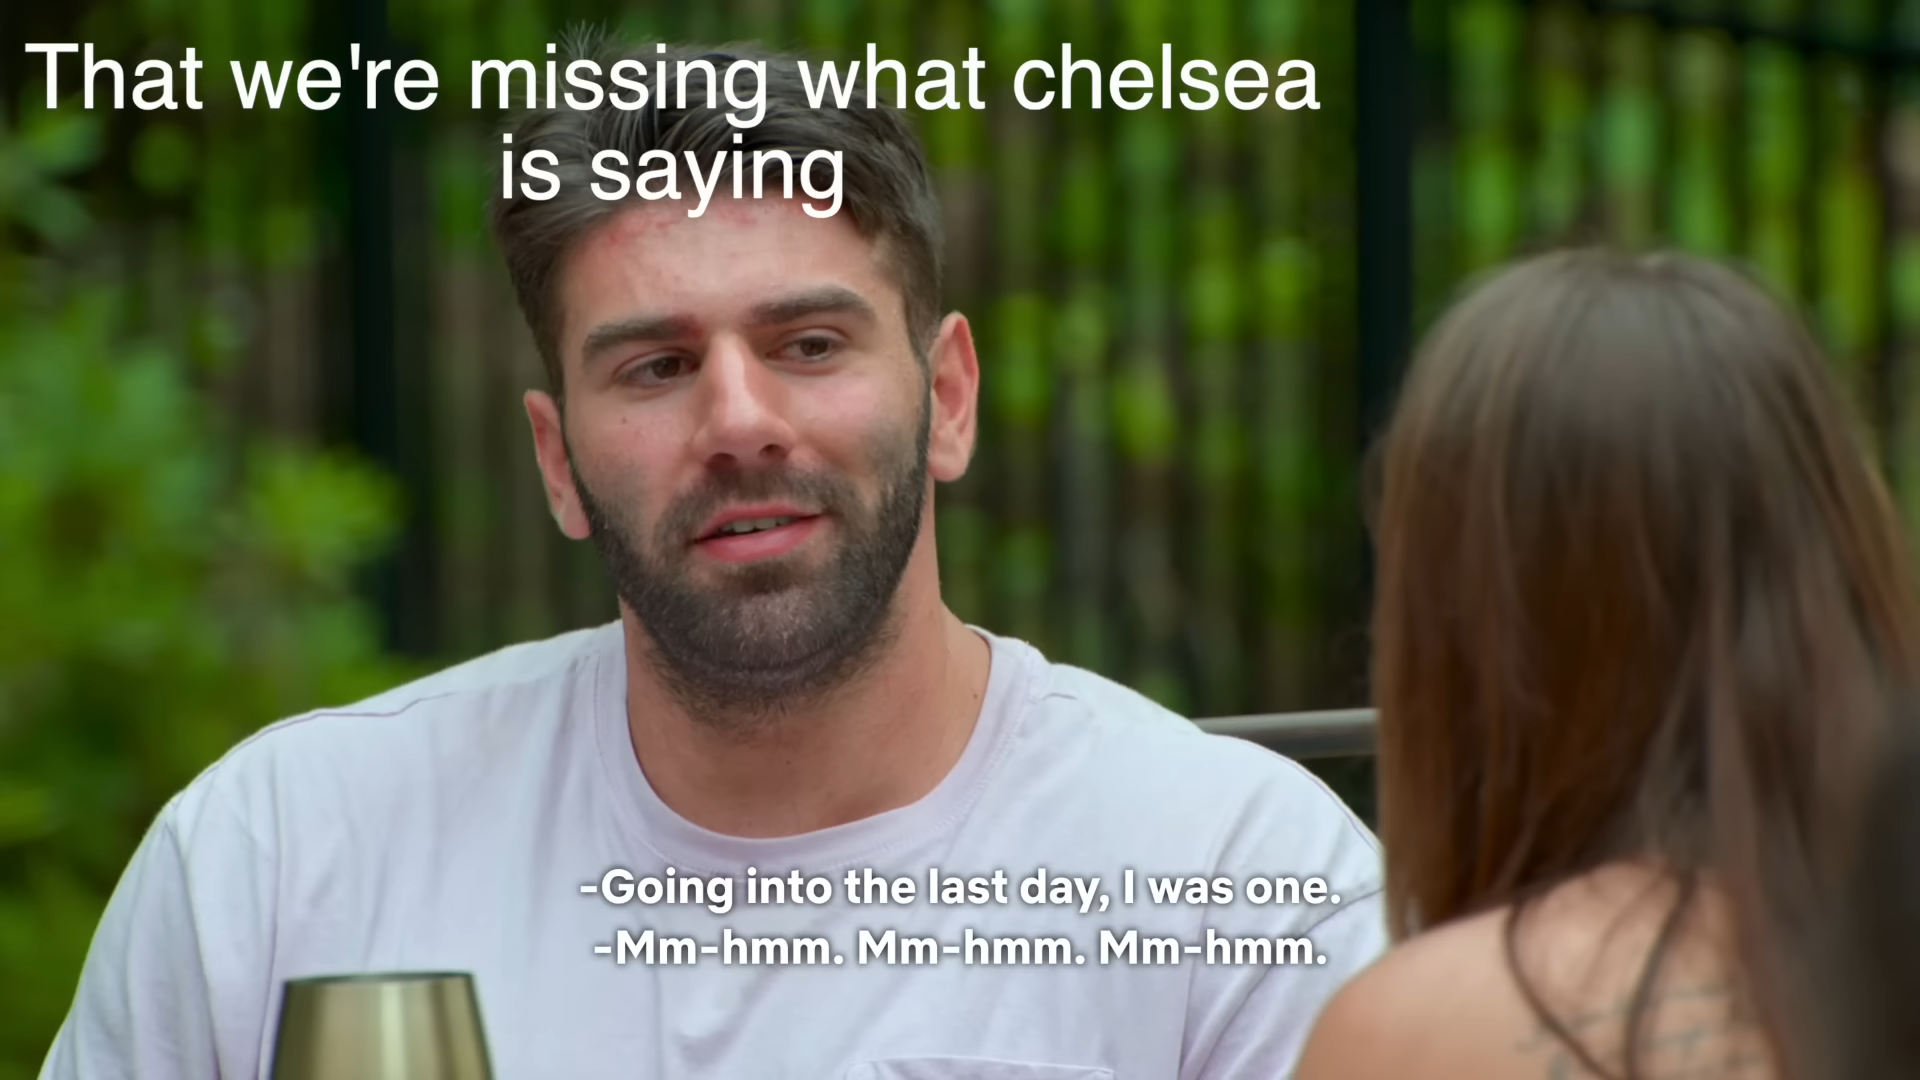 That we're missing what chelsea
is saying
-Going into the last day, I was one.
-Mm-hmm. Mm-hmm. Mm-hmm.